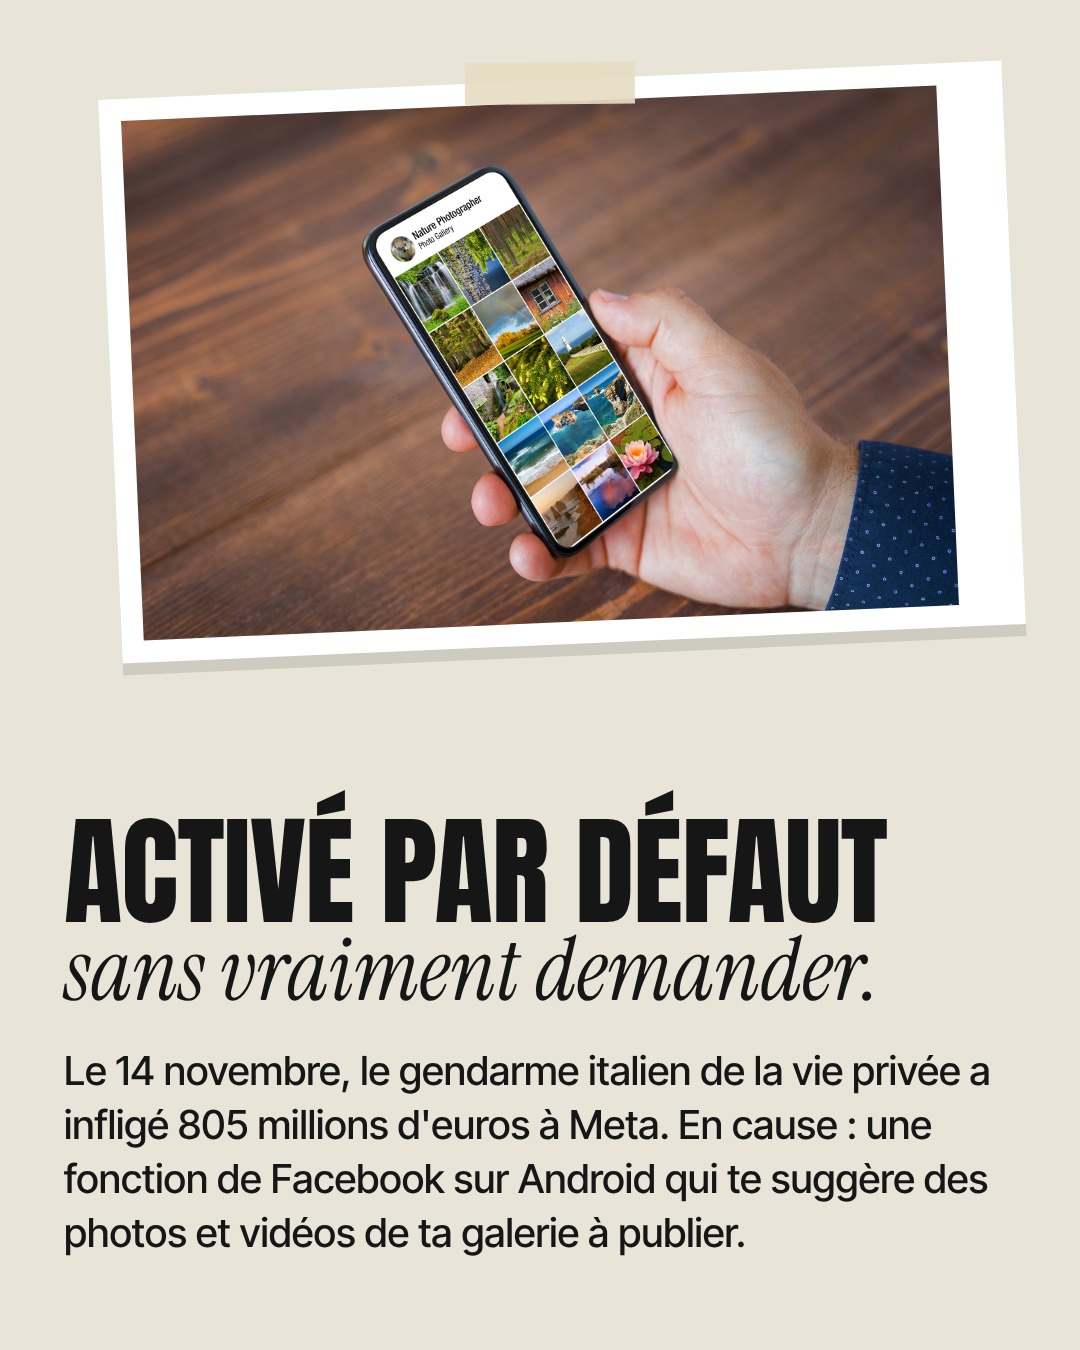 Nature Photographer
Photo Gallery
ACTIVÉ PAR DÉFAUT
sans vraiment demander.
Le 14 novembre, le gendarme italien de la vie privée a
infligé 805 millions d'euros à Meta. En cause : une
fonction de Facebook sur Android qui te suggère des
photos et vidéos de ta galerie à publier.